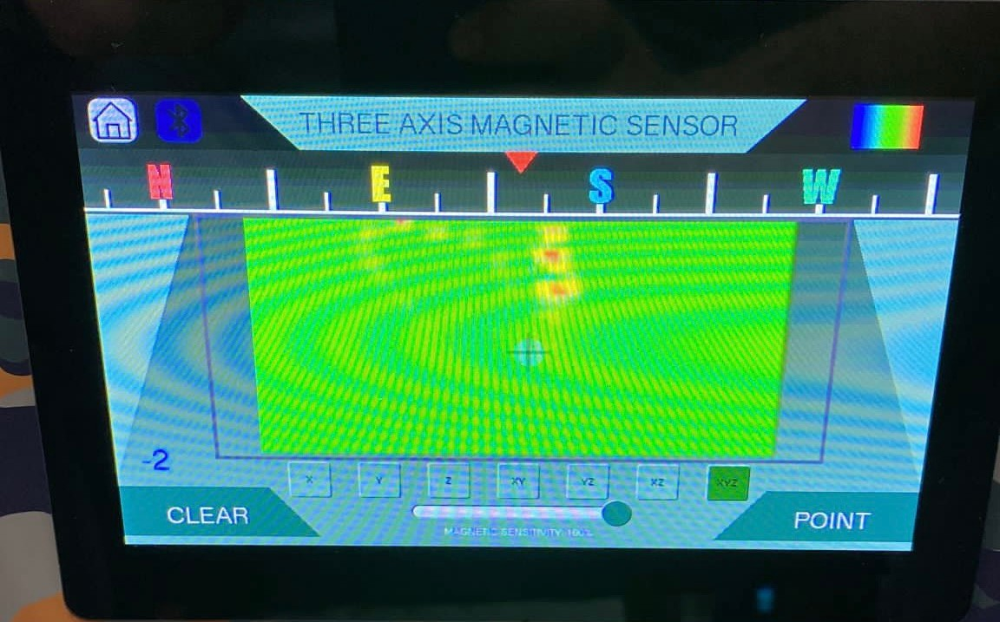 THREE AXIS MAGNETIC SENSOR
N E S W
-2
X Y Z XY YZ XZ XYZ
CLEAR
MAGNETIC SENSITIVITY: 100%
POINT